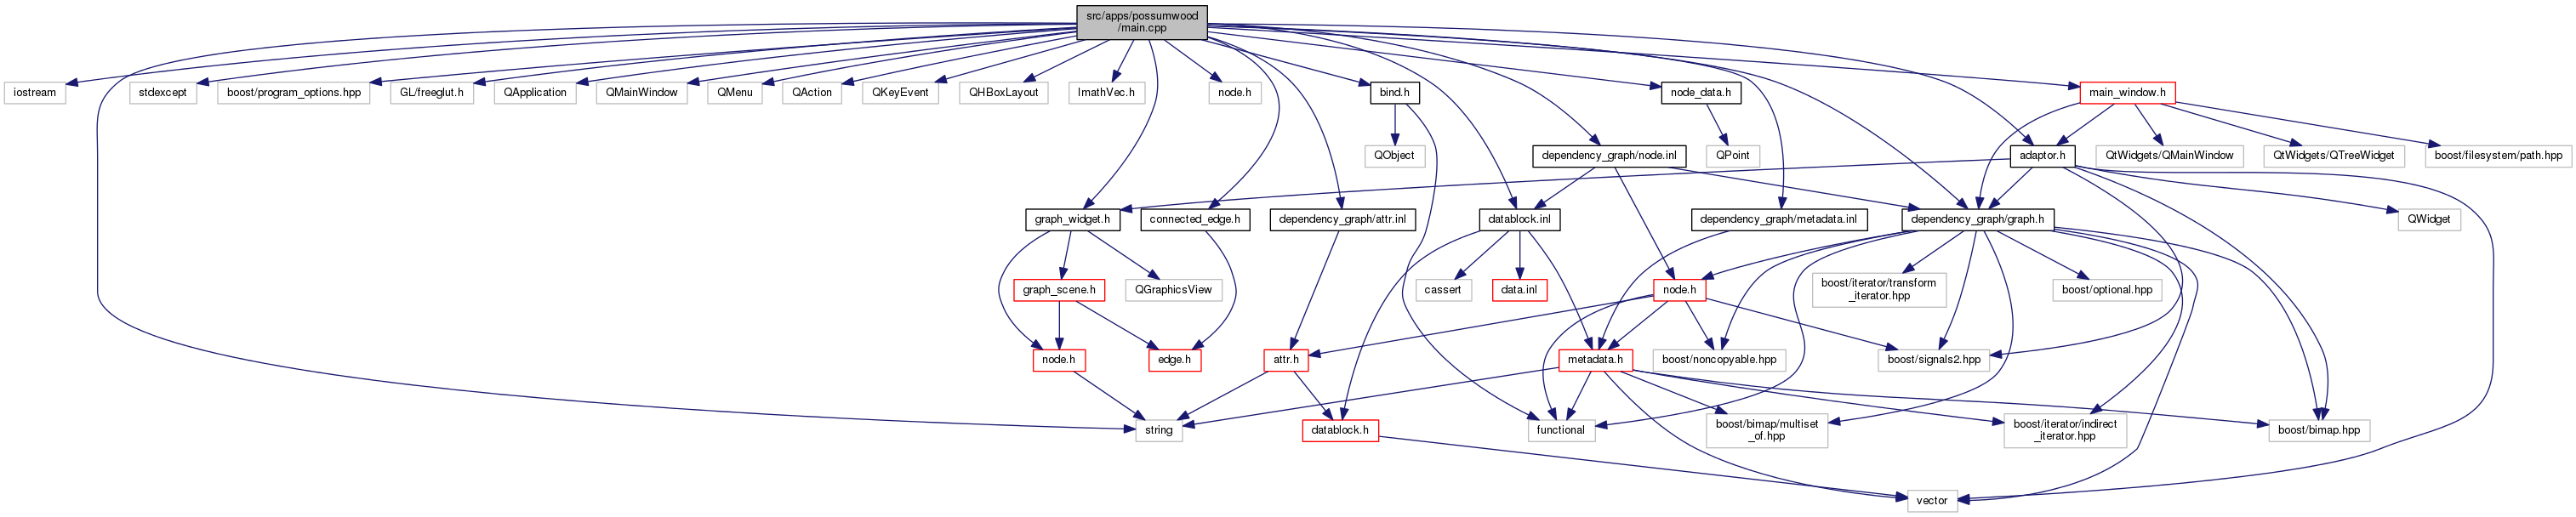 src/apps/possumwood
/main.cpp
iostream
stdexcept
boost/program_options.hpp
GL/freeglut.h
QApplication
QMainWindow
QMenu
QAction
QKeyEvent
QHBoxLayout
ImathVec.h
node.h
bind.h
node_data.h
main_window.h
QObject
dependency_graph/node.inl
QPoint
adaptor.h
QtWidgets/QMainWindow
QtWidgets/QTreeWidget
boost/filesystem/path.hpp
graph_widget.h
connected_edge.h
dependency_graph/attr.inl
datablock.inl
dependency_graph/metadata.inl
dependency_graph/graph.h
QWidget
graph_scene.h
QGraphicsView
cassert
data.inl
node.h
boost/iterator/transform
_iterator.hpp
boost/optional.hpp
node.h
edge.h
attr.h
metadata.h
boost/noncopyable.hpp
boost/signals2.hpp
string
datablock.h
functional
boost/bimap/multiset
_of.hpp
boost/iterator/indirect
_iterator.hpp
boost/bimap.hpp
vector